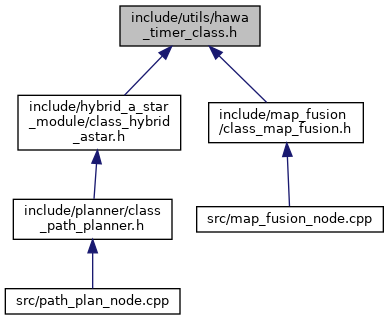 include/utils/hawa
_timer_class.h
include/hybrid_a_star
_module/class_hybrid
_astar.h
include/map_fusion
/class_map_fusion.h
include/planner/class
_path_planner.h
src/map_fusion_node.cpp
src/path_plan_node.cpp